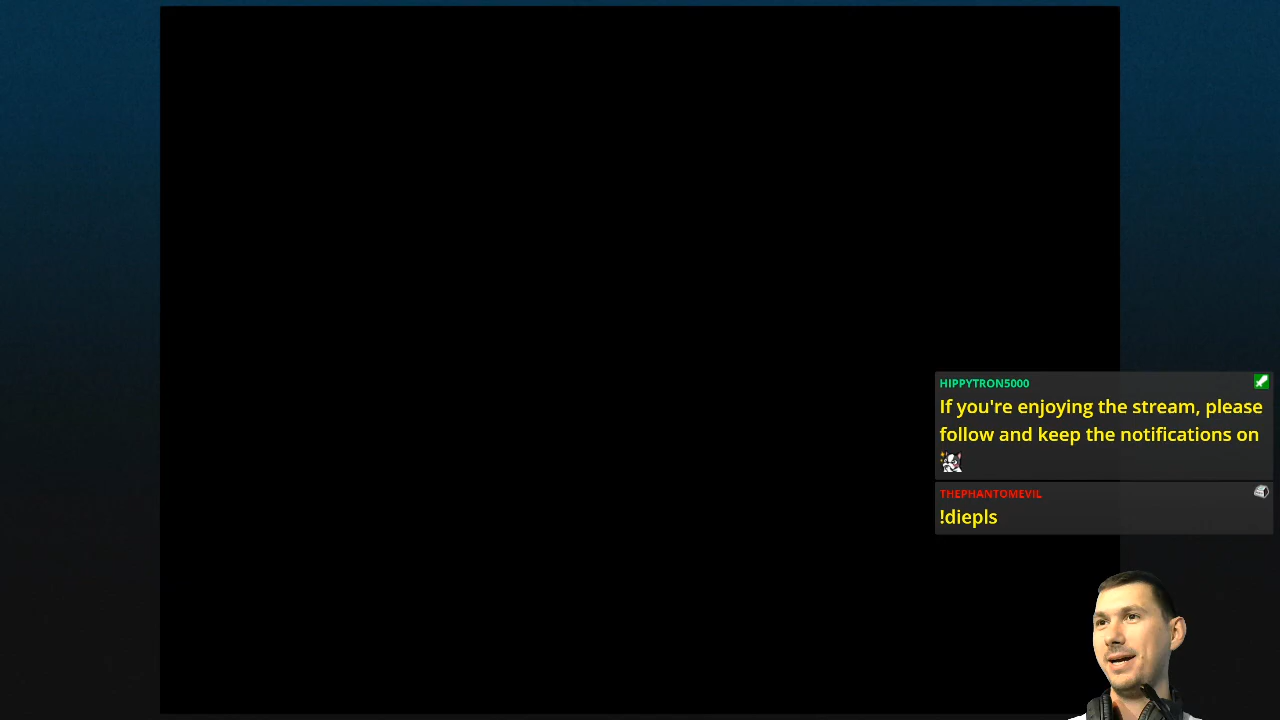 HIPPYTRON5000
If you're enjoying the stream, please
follow and keep the notifications on
THEPHANTOMEVIL
!diepls